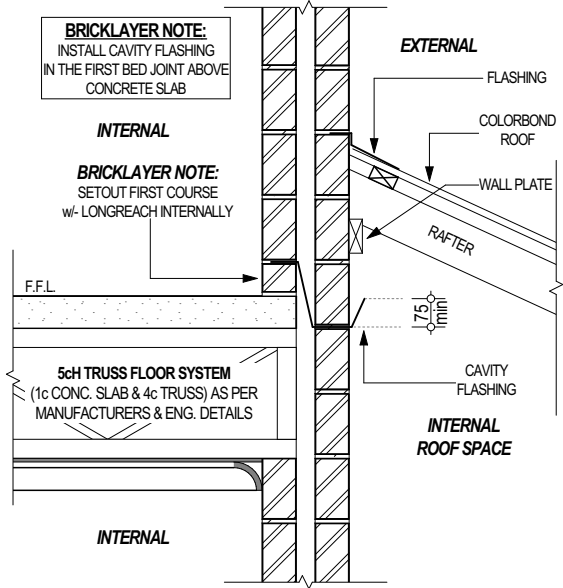 BRICKLAYER NOTE:
INSTALL CAVITY FLASHING
IN THE FIRST BED JOINT ABOVE
CONCRETE SLAB
EXTERNAL
FLASHING
INTERNAL
COLORBOND
ROOF
BRICKLAYER NOTE:
SETOUT FIRST COURSE
w/- LONGREACH INTERNALLY
WALL PLATE
RAFTER
F.F.L.
75
min
5cH TRUSS FLOOR SYSTEM
(1c CONC. SLAB & 4c TRUSS) AS PER
MANUFACTURERS & ENG. DETAILS
CAVITY
FLASHING
INTERNAL
ROOF SPACE
INTERNAL